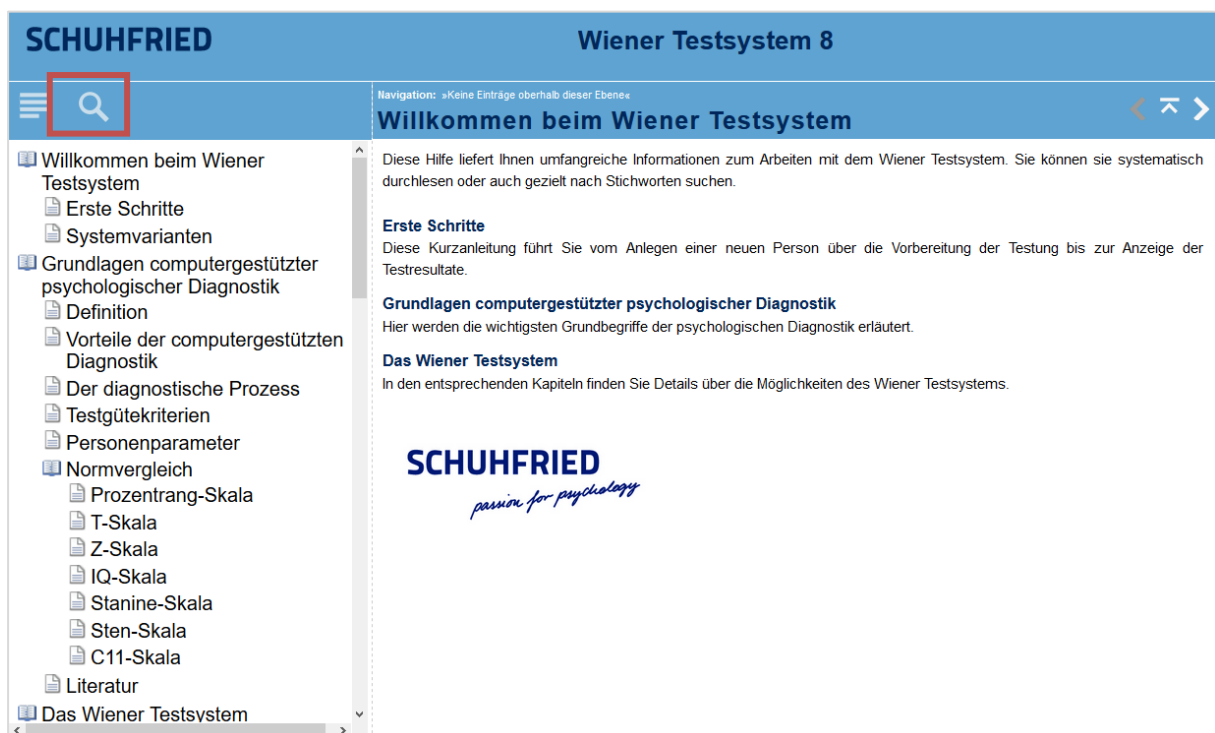 SCHUHFRIED
Wiener Testsystem 8
Navigation: »Keine Einträge oberhalb dieser Ebene«
Willkommen beim Wiener Testsystem
Willkommen beim Wiener
Testsystem
Erste Schritte
Systemvarianten
Grundlagen computergestützter
psychologischer Diagnostik
Definition
Vorteile der computergestützten
Diagnostik
Der diagnostische Prozess
Testgütekriterien
Personenparameter
Normvergleich
Prozentrang-Skala
T-Skala
Z-Skala
IQ-Skala
Stanine-Skala
Sten-Skala
C11-Skala
Literatur
Das Wiener Testsystem
Diese Hilfe liefert Ihnen umfangreiche Informationen zum Arbeiten mit dem Wiener Testsystem. Sie können sie systematisch
durchlesen oder auch gezielt nach Stichworten suchen.
Erste Schritte
Diese Kurzanleitung führt Sie vom Anlegen einer neuen Person über die Vorbereitung der Testung bis zur Anzeige der
Testresultate.
Grundlagen computergestützter psychologischer Diagnostik
Hier werden die wichtigsten Grundbegriffe der psychologischen Diagnostik erläutert.
Das Wiener Testsystem
In den entsprechenden Kapiteln finden Sie Details über die Möglichkeiten des Wiener Testsystems.
SCHUHFRIED
passion for psychology